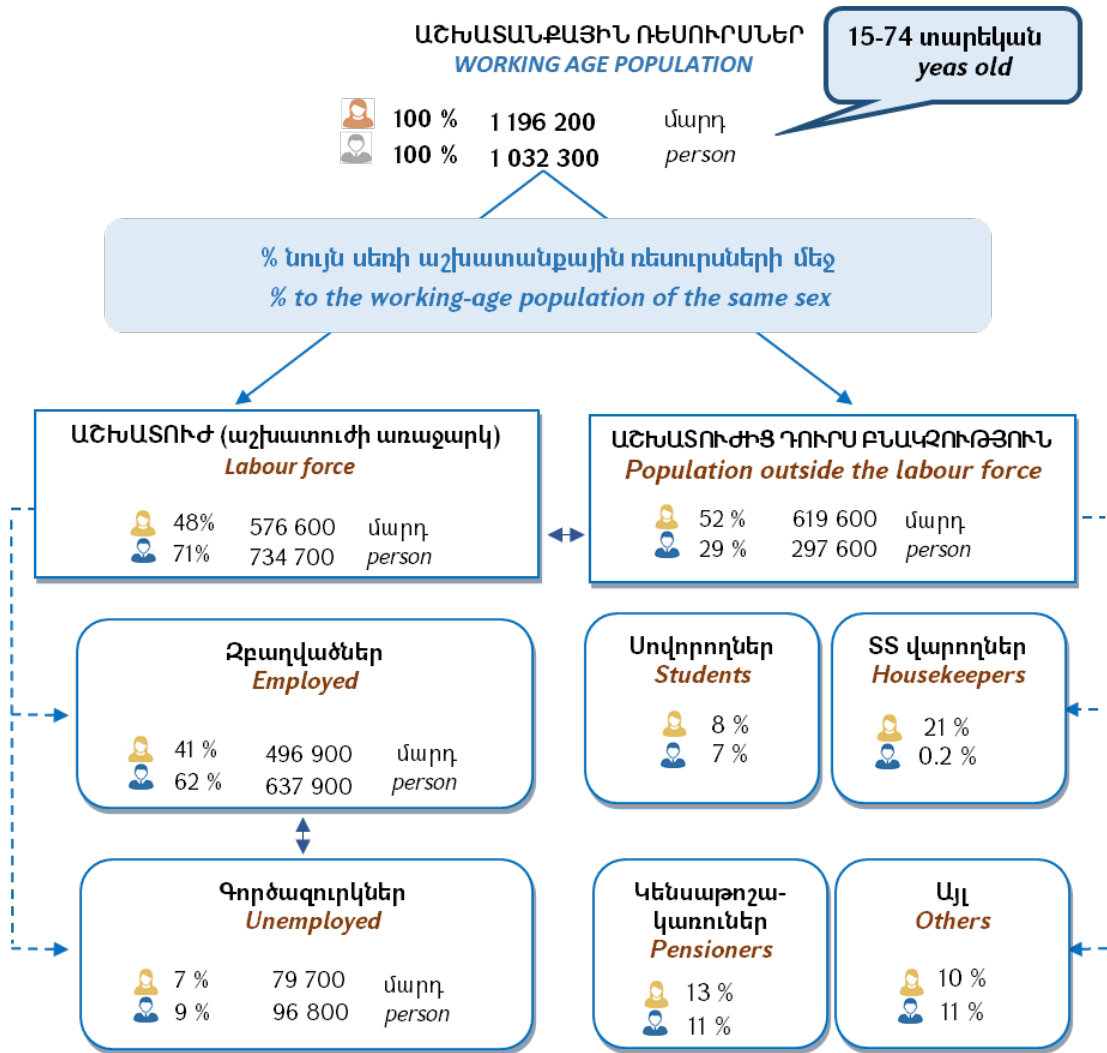 ԱՇԽԱՏԱՆՔԱՅԻՆ ՌԵՍՈՒՐՍՆԵՐ
WORKING AGE POPULATION
15-74 տարեկան
yeas old
100 % 1 196 200 մարդ
100 % 1 032 300 person
% նույն սեռի աշխատանքային ռեսուրսների մեջ
% to the working-age population of the same sex
ԱՇԽԱՏՈՒԺ (աշխատուժի առաջարկ)
Labour force
48% 576 600 մարդ
71% 734 700 person
ԱՇԽԱՏՈՒԺԻՑ ԴՈՒՐՍ ԲՆԱԿՉՈՒԹՅՈՒՆ
Population outside the labour force
52 % 619 600 մարդ
29 % 297 600 person
Զբաղվածներ
Employed
41 % 496 900 մարդ
62 % 637 900 person
Սովորողներ
Students
8 %
7 %
ՏՏ վարողներ
Housekeepers
21 %
0.2 %
Գործազուրկներ
Unemployed
7 % 79 700 մարդ
9 % 96 800 person
Կենսաթոշա-
կառուներ
Pensioners
13 %
11 %
Այլ
Others
10 %
11 %